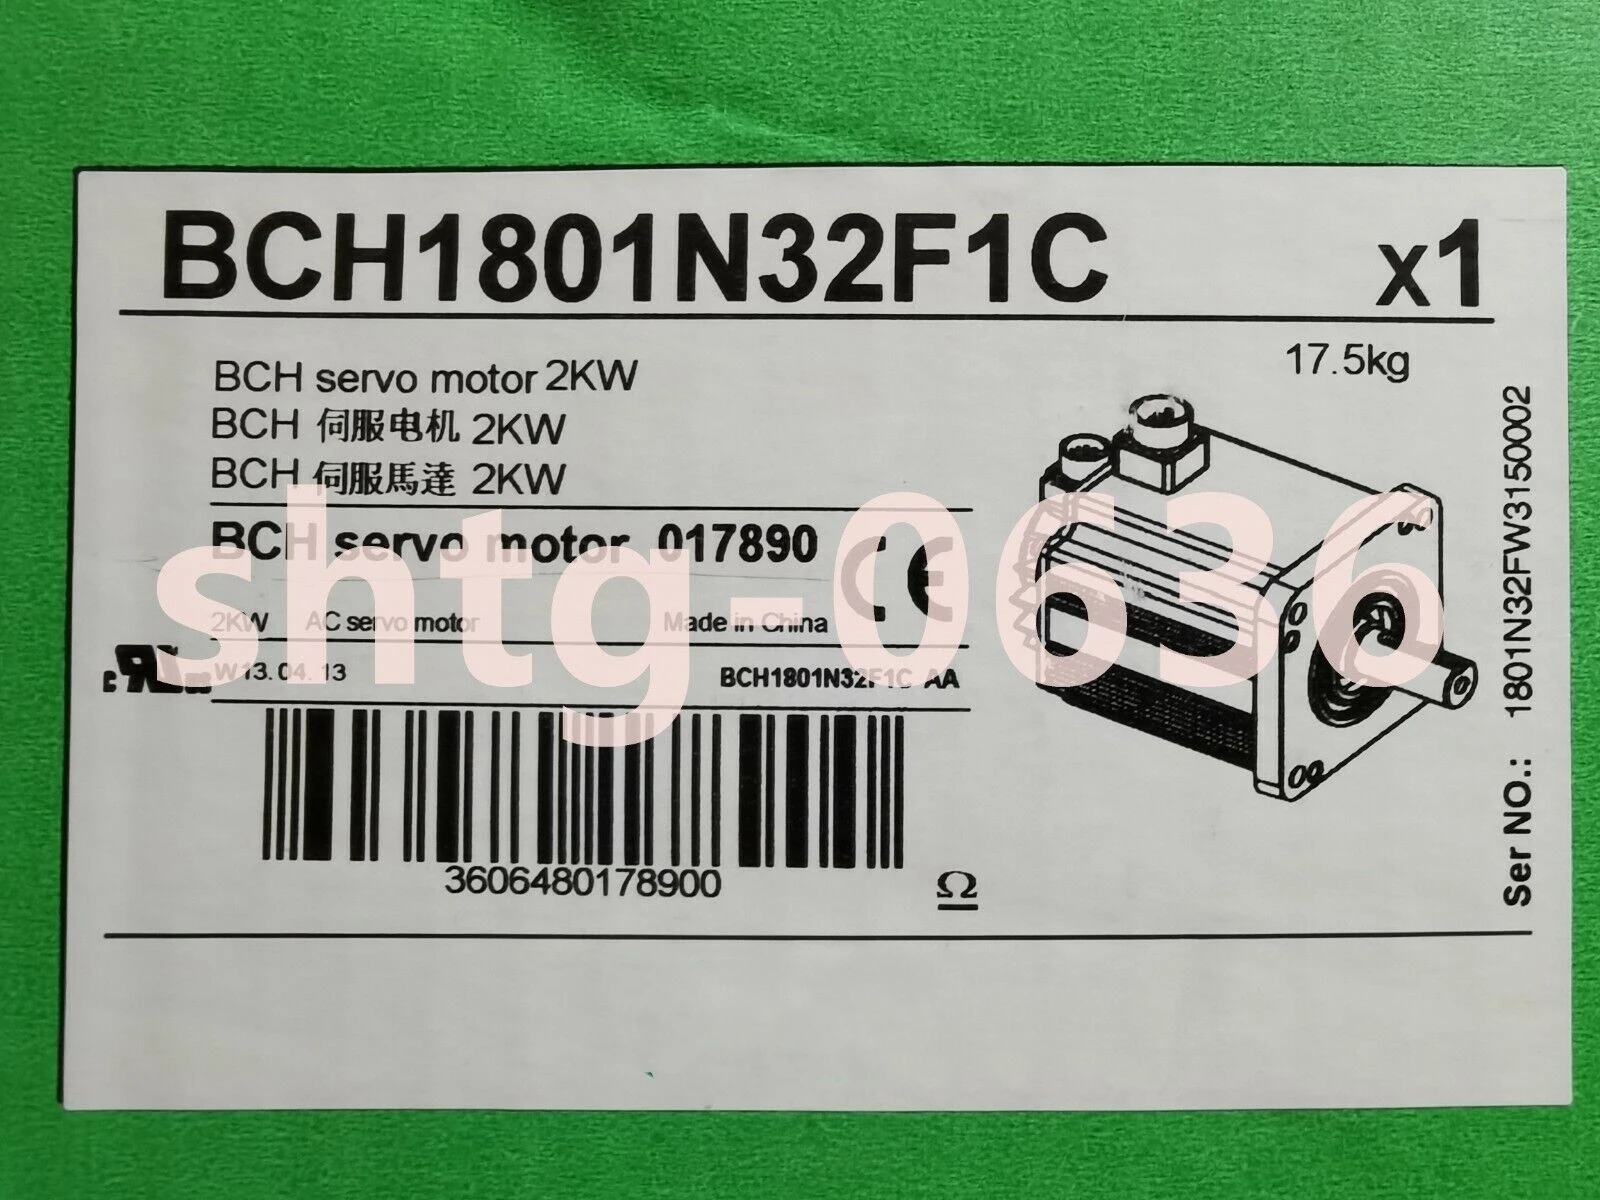 BCH1801N32F1C x1
17.5kg
BCH servo motor 2KW
BCH 伺服电机 2KW
BCH 伺服馬達 2KW
BCH servo motor 017890 CE
2KW AC servo motor Made in China
W13.04.13 BCH1801N32F1C AA
3606480178900
Ω
Ser NO.: 1801N32FW3150002
shtg-0636